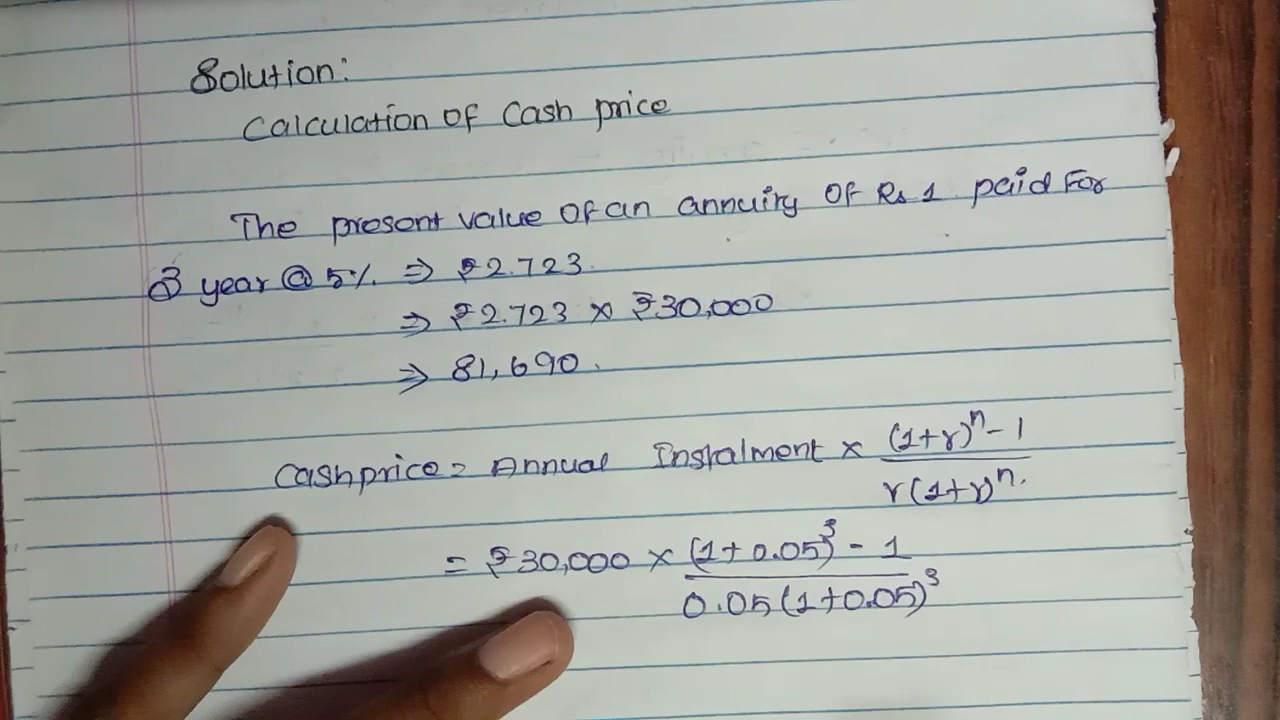 Solution:
Calculation of Cash price
The present value of an annuity of Rs 1 paid for
3 year @ 5% ⇒ ₹2.723.
⇒ ₹2.723 × ₹30,000
⇒ 81,690.
Cash price = Annual Instalment × ((1+r)^n - 1) / (r(1+r)^n).
= ₹30,000 × ((1+0.05)^3 - 1) / (0.05(1+0.05)^3)